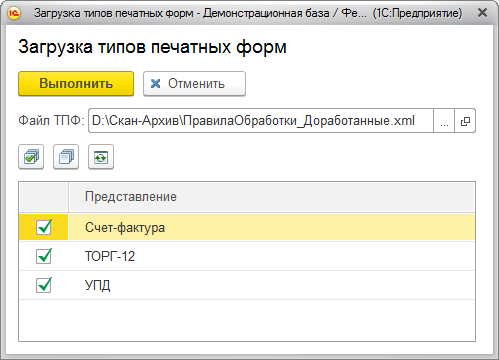 Загрузка типов печатных форм - Демонстрационная база / Фе... (1С:Предприятие)
Загрузка типов печатных форм
Выполнить
Отменить
Файл ТПФ: D:\Скан-Архив\ПравилаОбработки_Доработанные.xml ...
Представление
Счет-фактура
ТОРГ-12
УПД